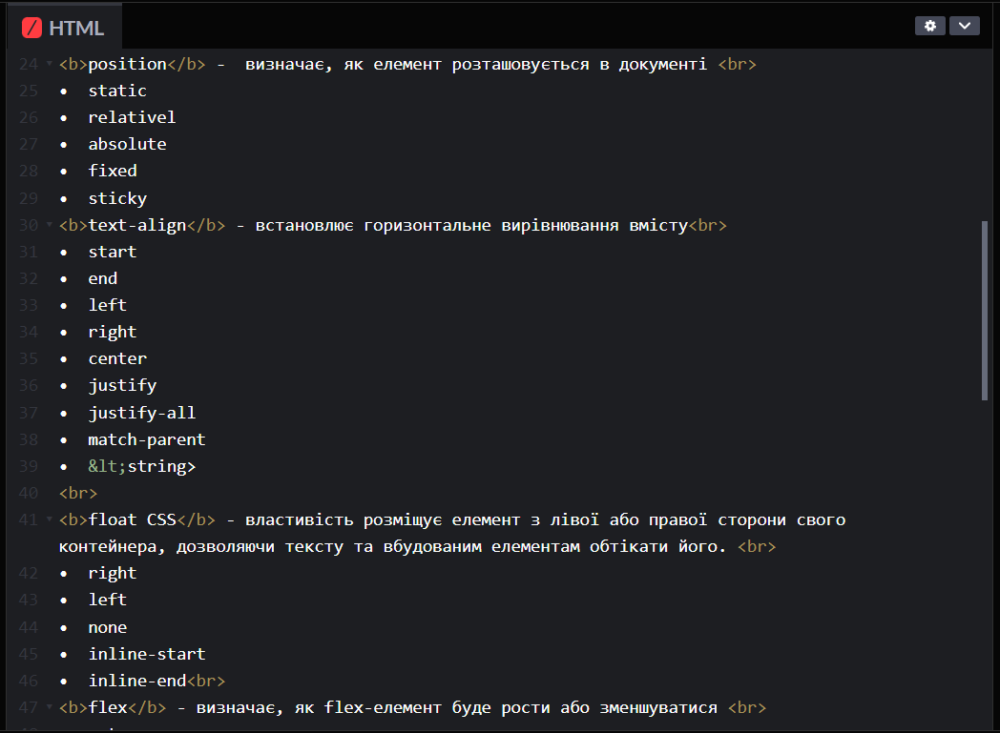 HTML
24 <b>position</b> -  визначає, як елемент розташовується в документі <br>
25 •  static
26 •  relativel
27 •  absolute
28 •  fixed
29 •  sticky
30 <b>text-align</b> - встановлює горизонтальне вирівнювання вмісту<br>
31 •  start
32 •  end
33 •  left
34 •  right
35 •  center
36 •  justify
37 •  justify-all
38 •  match-parent
39 •  &lt;string>
40 <br>
41 <b>float CSS</b> - властивість розміщує елемент з лівої або правої сторони свого
контейнера, дозволяючи тексту та вбудованим елементам обтікати його. <br>
42 •  right
43 •  left
44 •  none
45 •  inline-start
46 •  inline-end<br>
47 <b>flex</b> - визначає, як flex-елемент буде рости або зменшуватися <br>